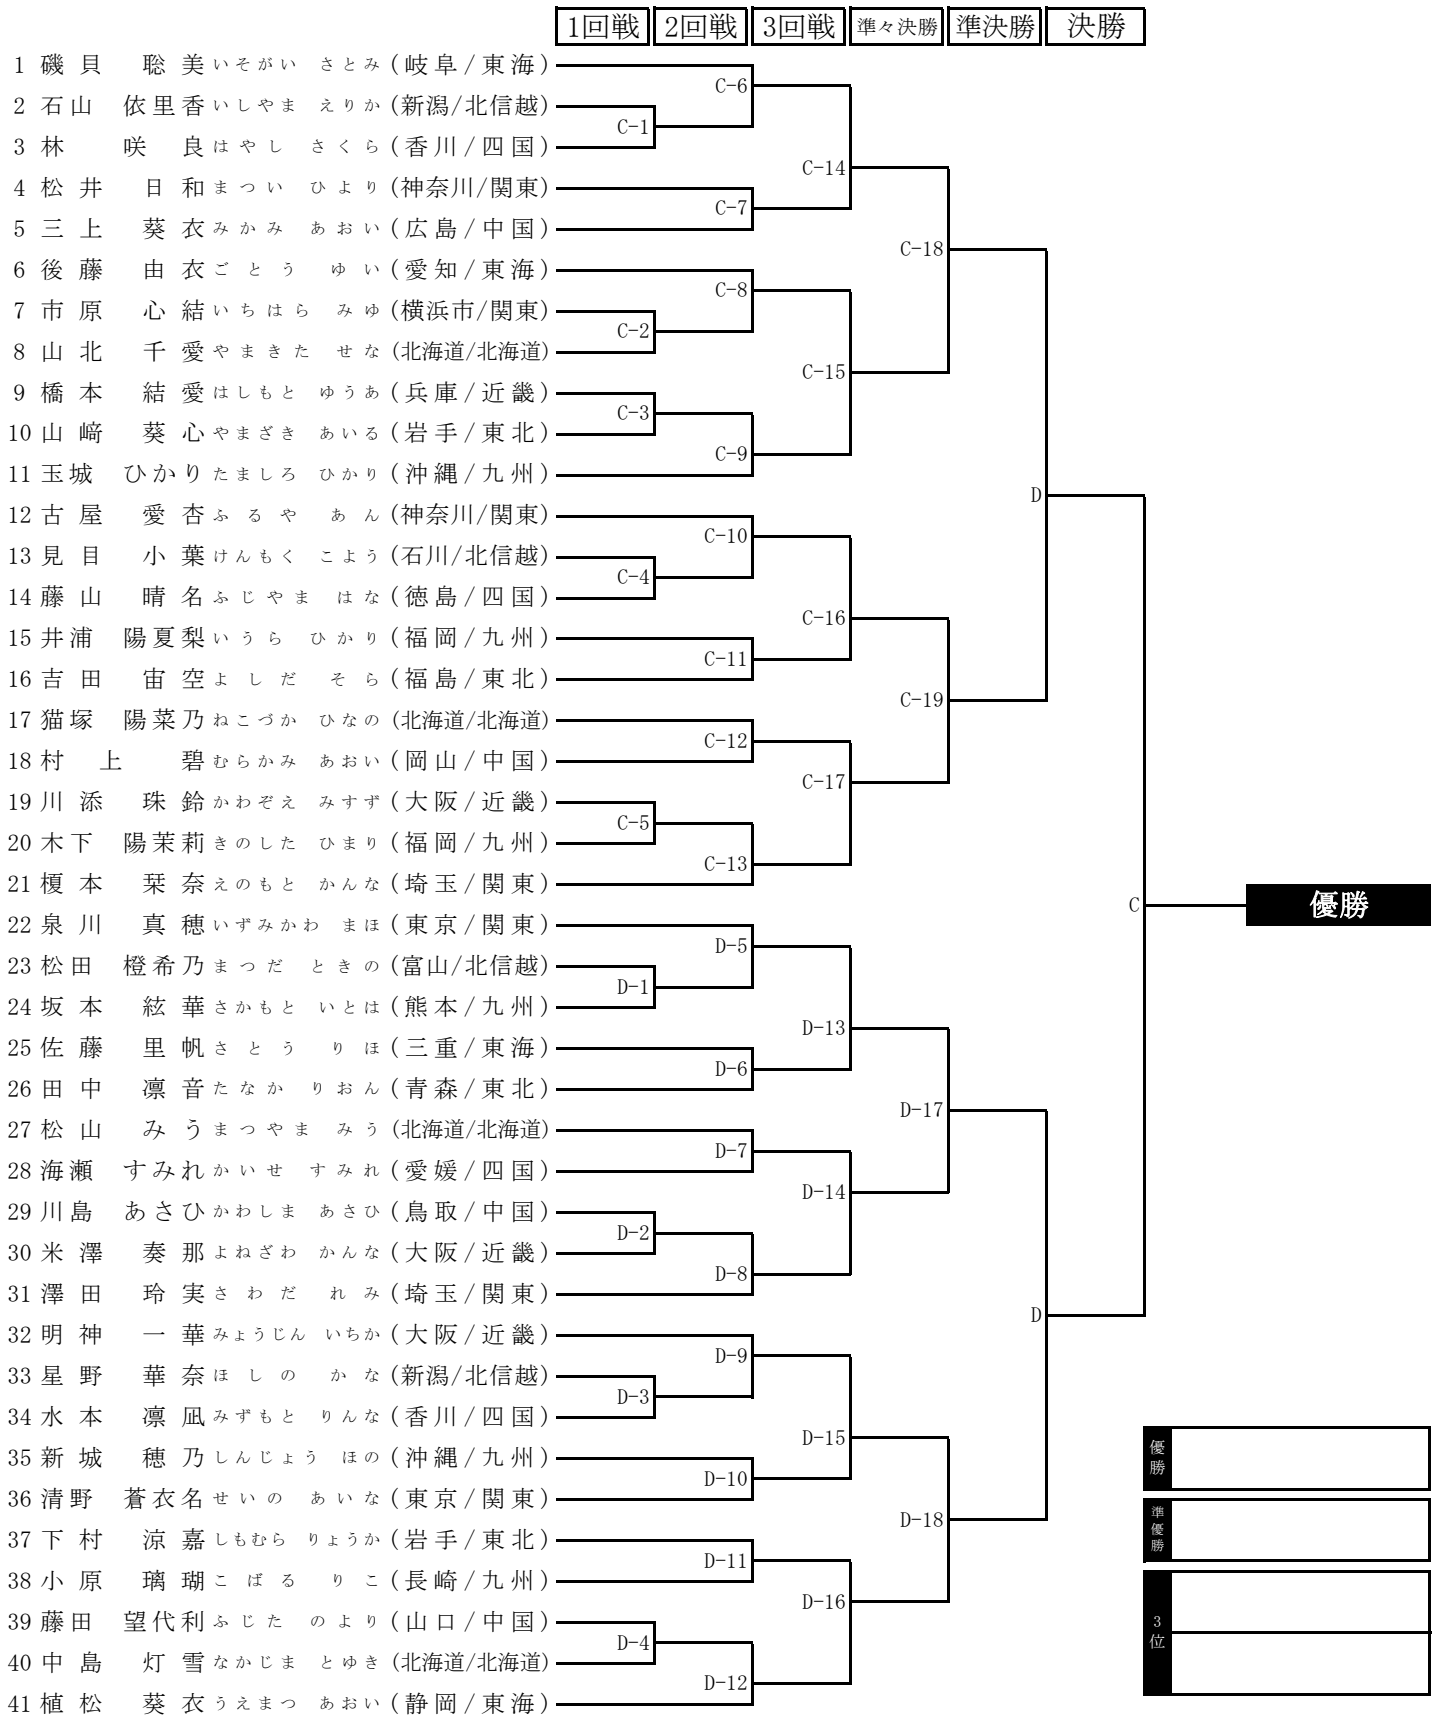 1回戦 2回戦 3回戦 準々決勝 準決勝 決勝
1 磯貝 聡美 いそがい さとみ (岐阜/東海)
C-6
2 石山 依里香 いしやま えりか (新潟/北信越)
C-1
3 林 咲良 はやし さくら (香川/四国)
C-14
4 松井 日和 まつい ひより (神奈川/関東)
C-7
5 三上 葵衣 みかみ あおい (広島/中国)
C-18
6 後藤 由衣 ごとう ゆい (愛知/東海)
C-8
7 市原 心結 いちはら みゆ (横浜市/関東)
C-2
8 山北 千愛 やまきた せな (北海道/北海道)
C-15
9 橋本 結愛 はしもと ゆうあ (兵庫/近畿)
C-3
10 山﨑 葵心 やまざき あいる (岩手/東北)
C-9
11 玉城 ひかり たましろ ひかり (沖縄/九州)
D
12 古屋 愛杏 ふるや あん (神奈川/関東)
C-10
13 見目 小葉 けんもく こよう (石川/北信越)
C-4
14 藤山 晴名 ふじやま はな (徳島/四国)
C-16
15 井浦 陽夏梨 いうら ひかり (福岡/九州)
C-11
16 吉田 宙空 よしだ そら (福島/東北)
C-19
17 猫塚 陽菜乃 ねこづか ひなの (北海道/北海道)
C-12
18 村上 碧 むらかみ あおい (岡山/中国)
C-17
19 川添 珠鈴 かわぞえ みすず (大阪/近畿)
C-5
20 木下 陽茉莉 きのした ひまり (福岡/九州)
C-13
21 榎本 栞奈 えのもと かんな (埼玉/関東)
C 優勝
22 泉川 真穂 いずみかわ まほ (東京/関東)
D-5
23 松田 橙希乃 まつだ ときの (富山/北信越)
D-1
24 坂本 絃華 さかもと いとは (熊本/九州)
D-13
25 佐藤 里帆 さとう りほ (三重/東海)
D-6
26 田中 凛音 たなか りおん (青森/東北)
D-17
27 松山 みう まつやま みう (北海道/北海道)
D-7
28 海瀬 すみれ かいせ すみれ (愛媛/四国)
D-14
29 川島 あさひ かわしま あさひ (鳥取/中国)
D-2
30 米澤 奏那 よねざわ かんな (大阪/近畿)
D-8
31 澤田 玲実 さわだ れみ (埼玉/関東)
D
32 明神 一華 みょうじん いちか (大阪/近畿)
D-9
33 星野 華奈 ほしの かな (新潟/北信越)
D-3
34 水本 凛凪 みずもと りんな (香川/四国)
D-15
35 新城 穂乃 しんじょう ほの (沖縄/九州)
D-10
36 清野 蒼衣名 せいの あいな (東京/関東)
D-18
37 下村 涼嘉 しもむら りょうか (岩手/東北)
D-11
38 小原 璃瑚 こばる りこ (長崎/九州)
D-16
39 藤田 望代利 ふじた のより (山口/中国)
D-4
40 中島 灯雪 なかじま とゆき (北海道/北海道)
D-12
41 植松 葵衣 うえまつ あおい (静岡/東海)
優勝
準優勝
3位